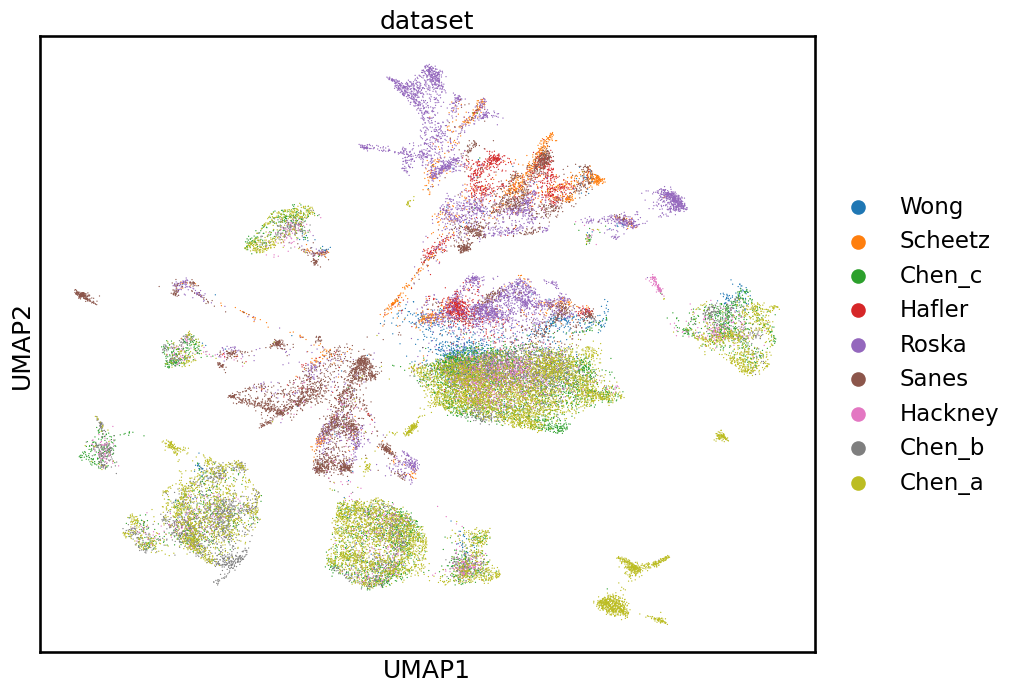 dataset
UMAP2
UMAP1
Wong
Scheetz
Chen_c
Hafler
Roska
Sanes
Hackney
Chen_b
Chen_a